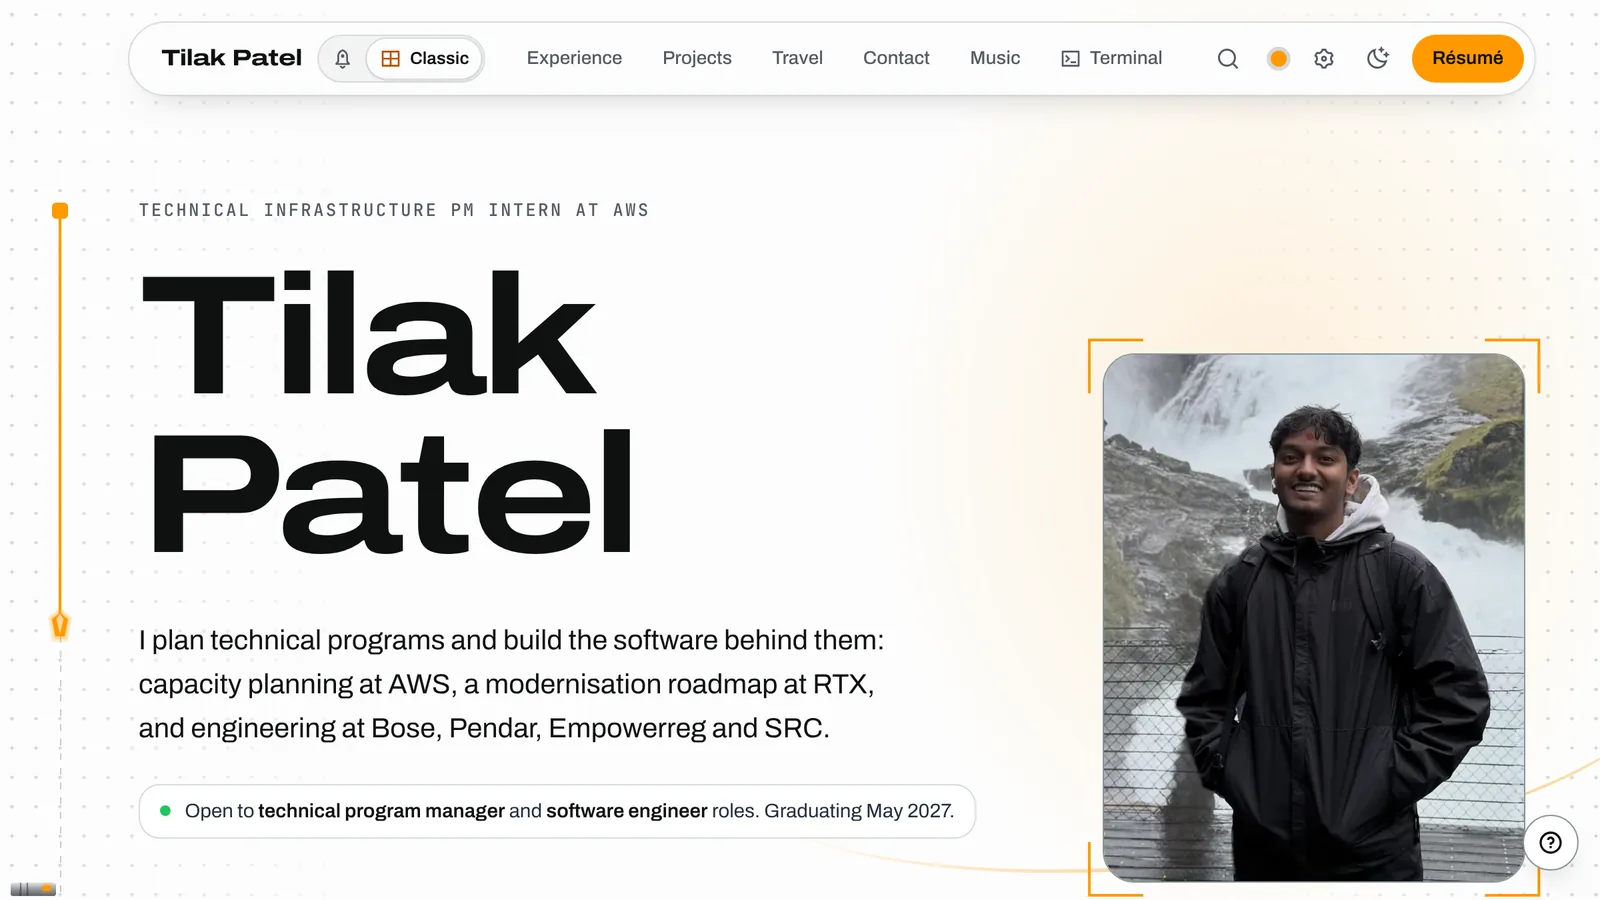 Tilak Patel
Classic
Experience
Projects
Travel
Contact
Music
Terminal
Résumé
TECHNICAL INFRASTRUCTURE PM INTERN AT AWS
Tilak
Patel
I plan technical programs and build the software behind them:
capacity planning at AWS, a modernisation roadmap at RTX,
and engineering at Bose, Pendar, Empowerreg and SRC.
Open to technical program manager and software engineer roles. Graduating May 2027.